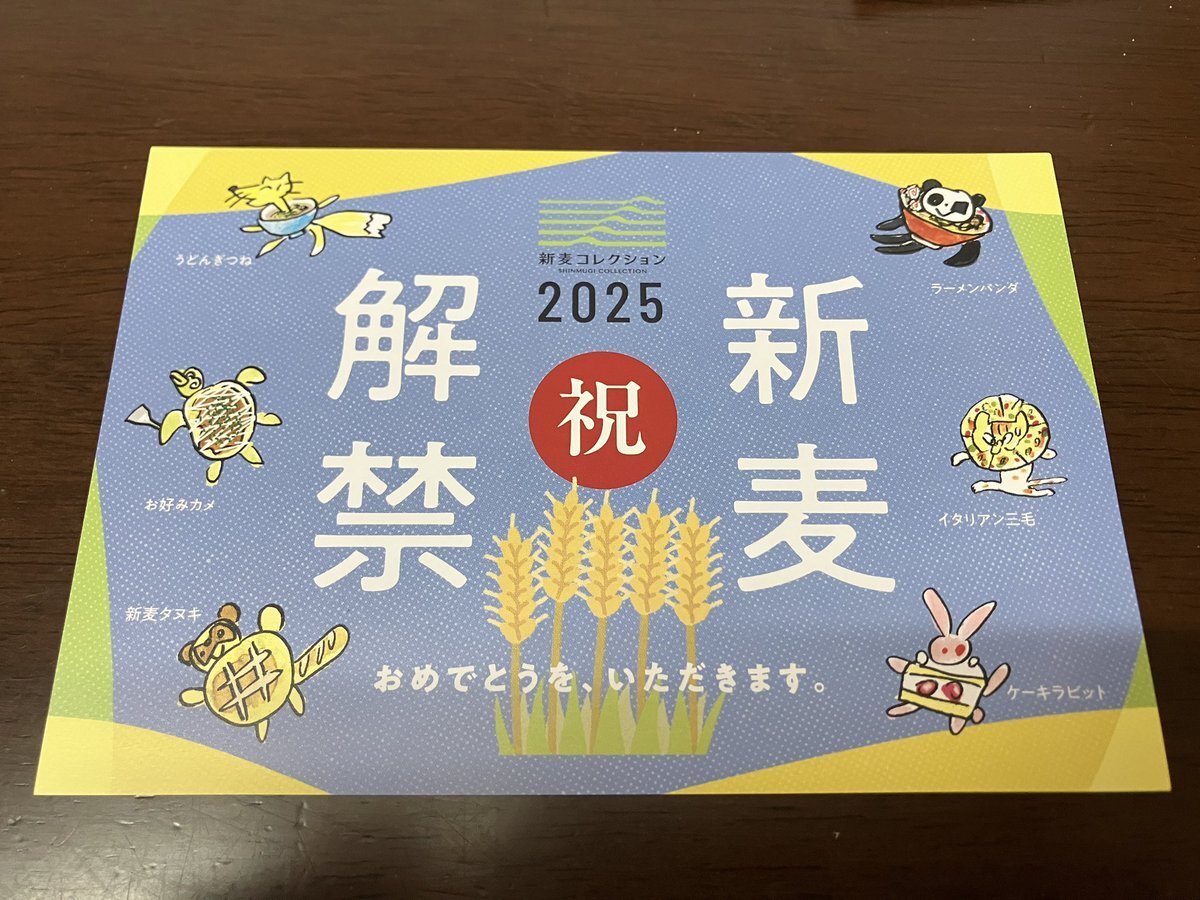 新麦コレクション
SHINMUGI COLLECTION
2025
祝
新麦
解禁
おめでとうを、いただきます。
うどんぎつね
お好みカメ
新麦タヌキ
ラーメンパンダ
イタリアン三毛
ケーキラビット